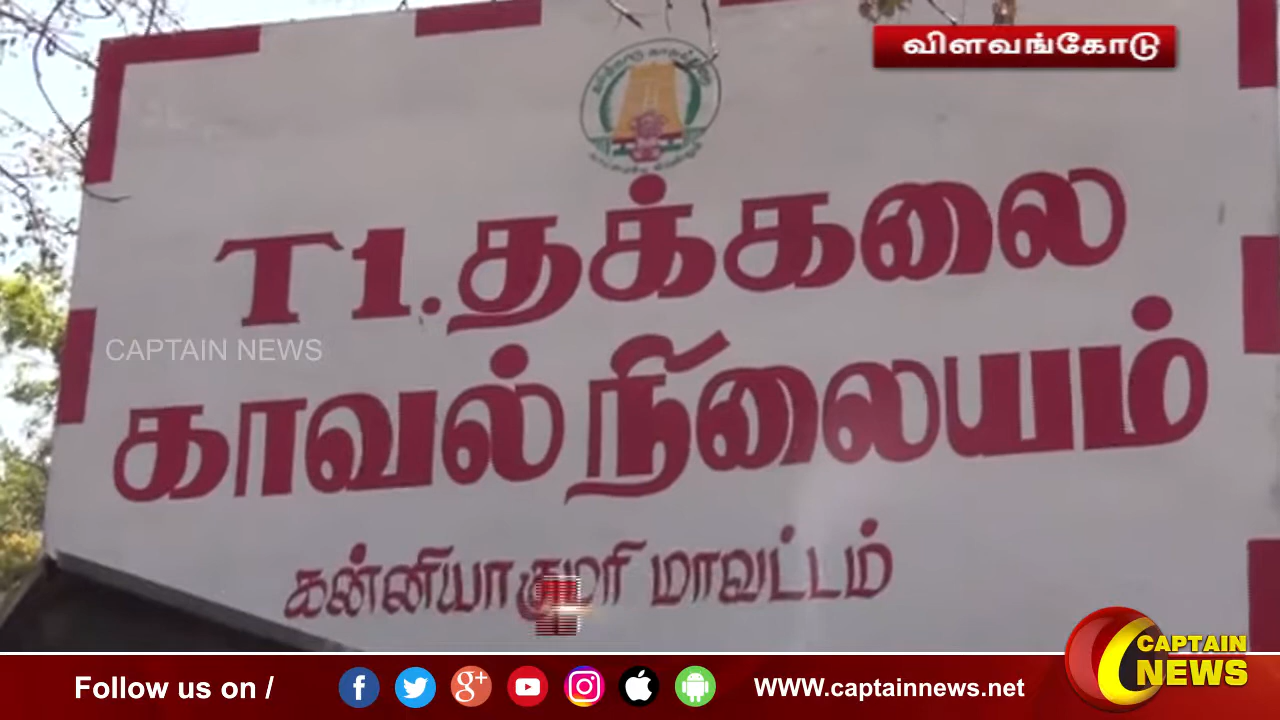 விளவங்கோடு
T1.தக்கலை
CAPTAIN NEWS
காவல் நிலையம்
கன்னியாகுமரி மாவட்டம்
CAPTAIN
NEWS
Follow us on / WWW.captainnews.net